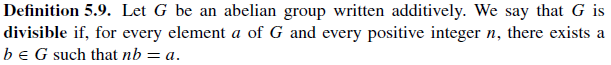 Definition 5.9. Let G be an abelian group written additively. We say that G is
divisible if, for every element a of G and every positive integer n, there exists a
b ∈ G such that nb = a.